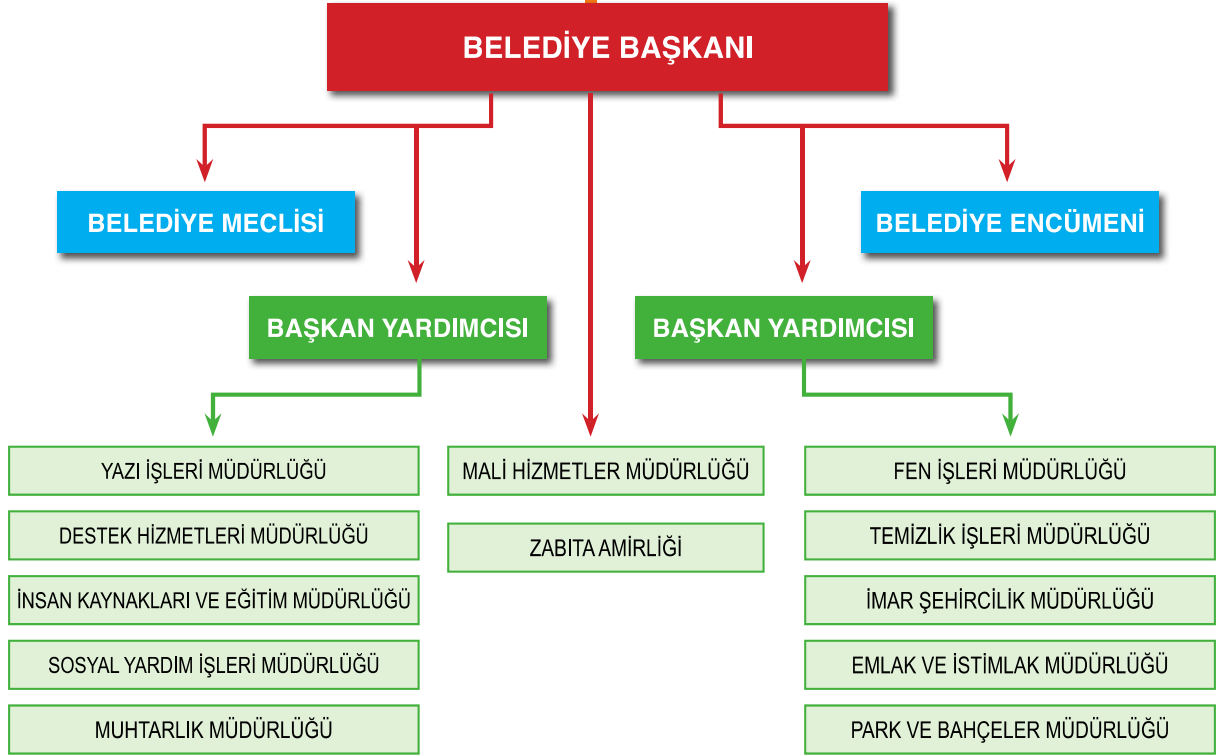 BELEDİYE BAŞKANI
BELEDİYE MECLİSİ
BELEDİYE ENCÜMENİ
BAŞKAN YARDIMCISI
BAŞKAN YARDIMCISI
YAZI İŞLERİ MÜDÜRLÜĞÜ
DESTEK HİZMETLERİ MÜDÜRLÜĞÜ
İNSAN KAYNAKLARI VE EĞİTİM MÜDÜRLÜĞÜ
SOSYAL YARDIM İŞLERİ MÜDÜRLÜĞÜ
MUHTARLIK MÜDÜRLÜĞÜ
MALİ HİZMETLER MÜDÜRLÜĞÜ
ZABITA AMİRLİĞİ
FEN İŞLERİ MÜDÜRLÜĞÜ
TEMİZLİK İŞLERİ MÜDÜRLÜĞÜ
İMAR ŞEHİRCİLİK MÜDÜRLÜĞÜ
EMLAK VE İSTİMLAK MÜDÜRLÜĞÜ
PARK VE BAHÇELER MÜDÜRLÜĞÜ